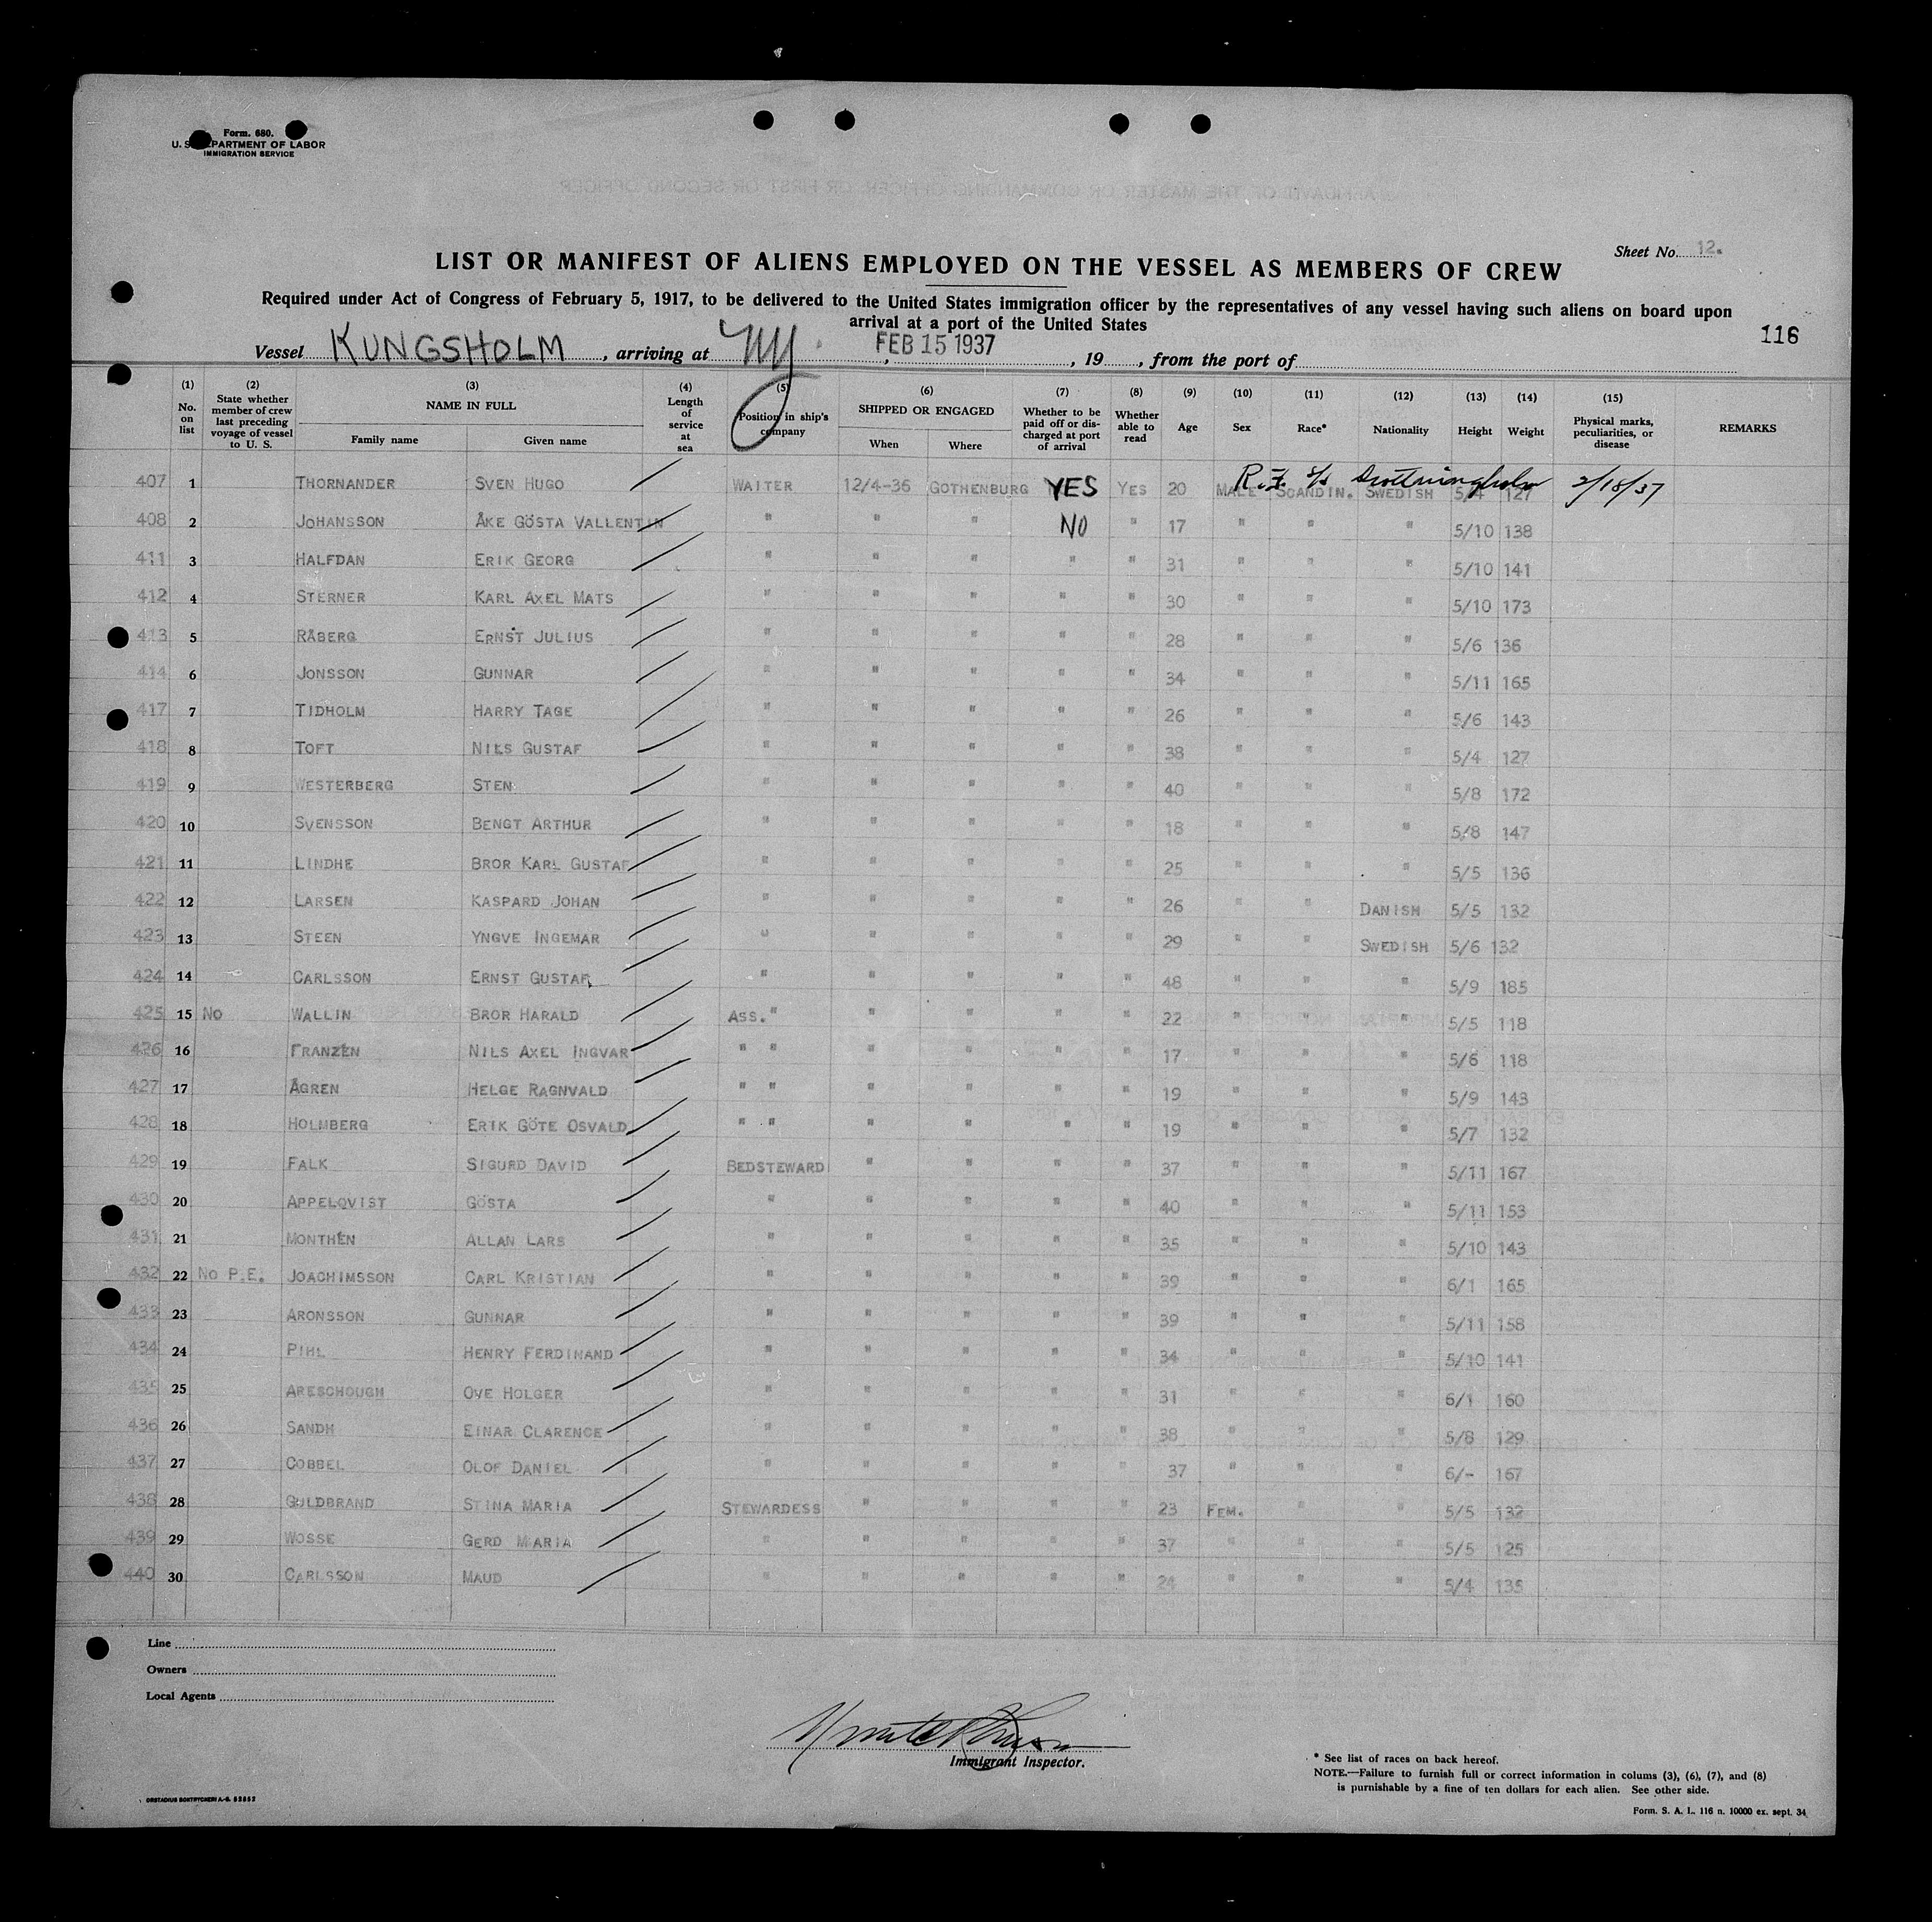 Form. 680.
U. S. DEPARTMENT OF LABOR
IMMIGRATION SERVICE
Sheet No. 12.
LIST OR MANIFEST OF ALIENS EMPLOYED ON THE VESSEL AS MEMBERS OF CREW
Required under Act of Congress of February 5, 1917, to be delivered to the United States immigration officer by the representatives of any vessel having such aliens on board upon
arrival at a port of the United States
116
Vessel KUNGSHOLM, arriving at NY. FEB 15 1937, 19, from the port of
(1) No. on list (2) State whether member of crew last preceding voyage of vessel to U. S. (3) NAME IN FULL Family name Given name (4) Length of service at sea (5) Position in ship's company (6) SHIPPED OR ENGAGED When Where (7) Whether to be paid off or discharged at port of arrival (8) Whether able to read (9) Age (10) Sex (11) Race* (12) Nationality (13) Height (14) Weight (15) Physical marks, peculiarities, or disease REMARKS
407 1 THORNANDER SVEN HUGO WAITER 12/4-36 GOTHENBURG YES YES 20 MALE SCANDIN. SWEDISH 5/4 127 R.F. S/S Drottningholm 2/18/37
408 2 JOHANSSON ÅKE GÖSTA VALLENTIN " " " NO " 17 " " " 5/10 138
411 3 HALFDAN ERIK GEORG " " " " " 31 " " " 5/10 141
412 4 STERNER KARL AXEL MATS " " " " " 30 " " " 5/10 173
413 5 RÅBERG ERNST JULIUS " " " " " 28 " " " 5/6 136
414 6 JONSSON GUNNAR " " " " " 34 " " " 5/11 165
417 7 TIDHOLM HARRY TAGE " " " " " 26 " " " 5/6 143
418 8 TOFT NILS GUSTAF " " " " " 38 " " " 5/4 127
419 9 WESTERBERG STEN " " " " " 40 " " " 5/8 172
420 10 SVENSSON BENGT ARTHUR " " " " " 18 " " " 5/8 147
421 11 LINDHE BROR KARL GUSTAF " " " " " 25 " " " 5/5 136
422 12 LARSEN KASPARD JOHAN " " " " " 26 " " DANISH 5/5 132
423 13 STEEN YNGVE INGEMAR " " " " " 29 " " SWEDISH 5/6 132
424 14 CARLSSON ERNST GUSTAF " " " " " 48 " " " 5/9 185
425 15 NO WALLIN BROR HARALD ASS. " " " " " 22 " " " 5/5 118
426 16 FRANZÉN NILS AXEL INGVAR " " " " " " 17 " " " 5/6 118
427 17 ÅGREN HELGE RAGNVALD " " " " " " 19 " " " 5/9 143
428 18 HOLMBERG ERIK GÖTE OSVALD " " " " " " 19 " " " 5/7 132
429 19 FALK SIGURD DAVID BEDSTEWARD " " " " 37 " " " 5/11 167
430 20 APPELQVIST GÖSTA " " " " " 40 " " " 5/11 153
431 21 MONTHÉN ALLAN LARS " " " " " 35 " " " 5/10 143
432 22 NO P.E. JOACHIMSSON CARL KRISTIAN " " " " " 39 " " " 6/1 165
433 23 ARONSSON GUNNAR " " " " " 39 " " " 5/11 158
434 24 PIHL HENRY FERDINAND " " " " " 34 " " " 5/10 141
435 25 ARESCHOUGH OVE HOLGER " " " " " 31 " " " 6/1 160
436 26 SANDH EINAR CLARENCE " " " " " 38 " " " 5/8 129
437 27 COBBEL OLOF DANIEL " " " " " 37 " " " 6/- 167
438 28 GULDBRAND STINA MARIA STEWARDESS " " " " 23 FEM. " " 5/5 132
439 29 WOSSE GERD MARIA " " " " " 37 " " " 5/5 125
440 30 CARLSSON MAUD " " " " " 24 " " " 5/4 135
Line
Owners
Local Agents
Immigrant Inspector.
* See list of races on back hereof.
NOTE.—Failure to furnish full or correct information in colums (3), (6), (7), and (8)
is punishable by a fine of ten dollars for each alien. See other side.
Form. S. A. L. 116 n. 10000 ex. sept. 34